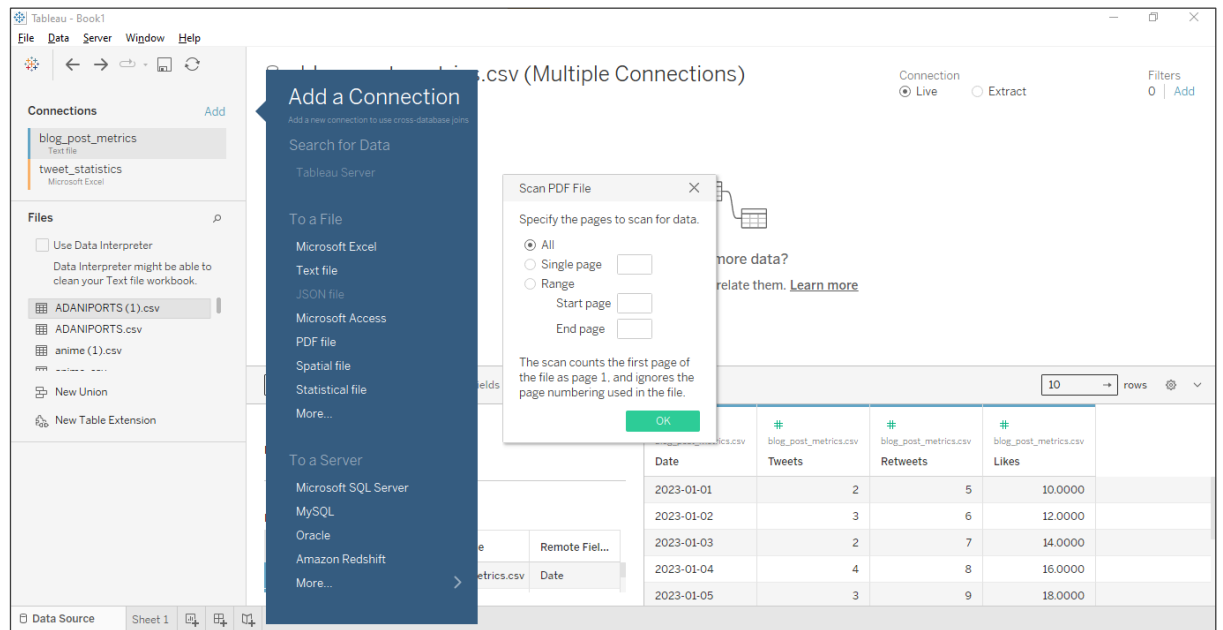 Tableau - Book1
File Data Server Window Help
Connections Add
blog_post_metrics
Text file
tweet_statistics
Microsoft Excel
Files
Use Data Interpreter
Data Interpreter might be able to
clean your Text file workbook.
ADANIPORTS (1).csv
ADANIPORTS.csv
anime (1).csv
New Union
New Table Extension
.csv (Multiple Connections)
Connection
Live Extract
Filters
0 Add
Add a Connection
Add a new connection to use cross-database joins
Search for Data
Tableau Server
To a File
Microsoft Excel
Text file
JSON file
Microsoft Access
PDF file
Spatial file
Statistical file
More...
To a Server
Microsoft SQL Server
MySQL
Oracle
Amazon Redshift
More...
Scan PDF File
Specify the pages to scan for data.
All
Single page
Range
Start page
End page
The scan counts the first page of
the file as page 1, and ignores the
page numbering used in the file.
OK
more data?
relate them. Learn more
ields
10 → rows
# # #
blog_post_metrics.csv blog_post_metrics.csv blog_post_metrics.csv
Date Tweets Retweets Likes
2023-01-01 2 5 10.0000
2023-01-02 3 6 12.0000
2023-01-03 2 7 14.0000
2023-01-04 4 8 16.0000
2023-01-05 3 9 18.0000
e Remote Fiel...
etrics.csv Date
Data Source Sheet 1